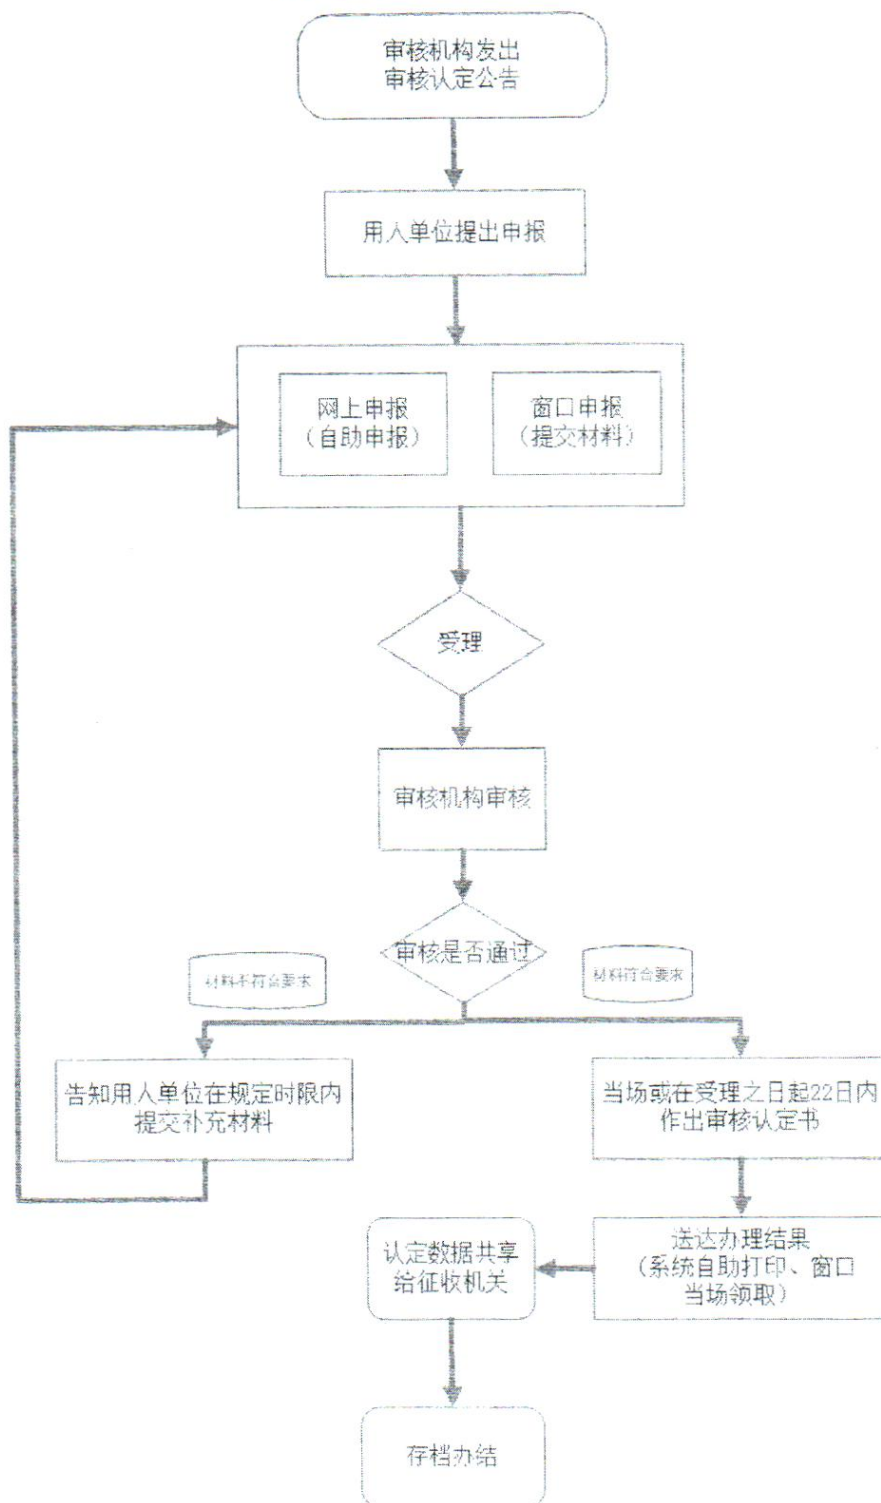 审核机构发出
审核认定公告
用人单位提出申报
网上申报
（自助申报）
窗口申报
（提交材料）
受理
审核机构审核
审核是否通过
材料不符合要求
材料符合要求
告知用人单位在规定时限内
提交补充材料
当场或在受理之日起22日内
作出审核认定书
送达办理结果
（系统自助打印、窗口
当场领取）
认定数据共享
给征收机关
存档办结